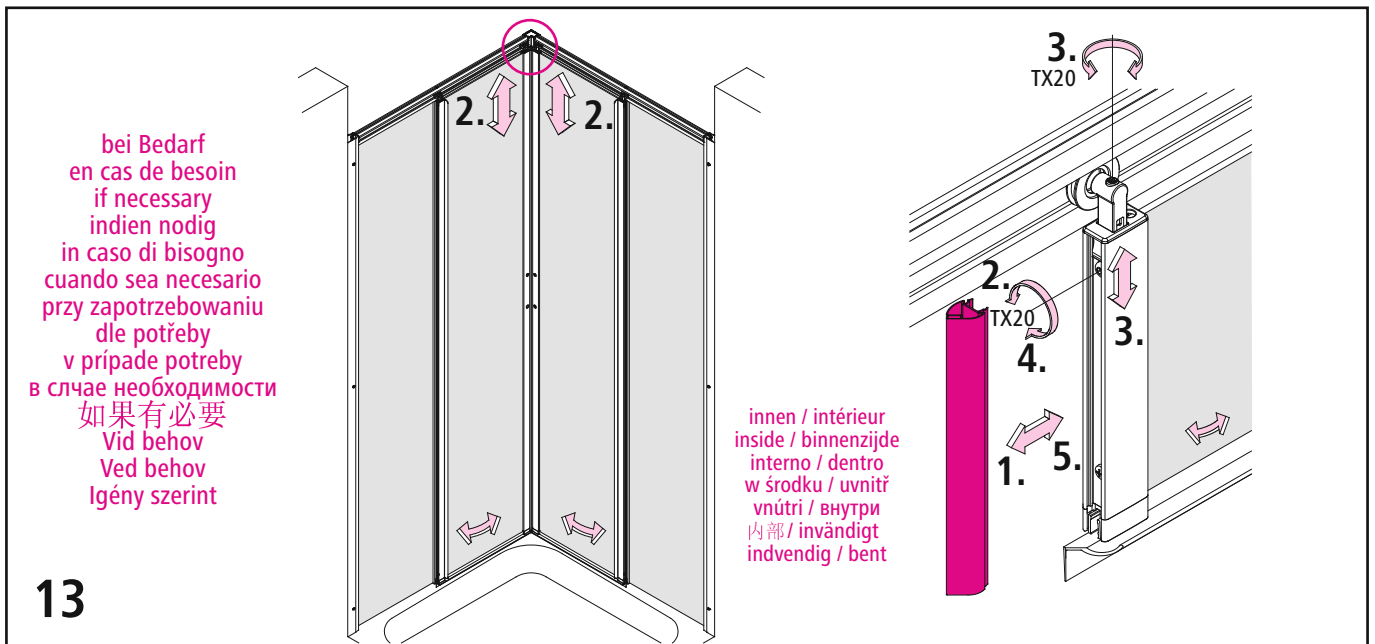 bei Bedarf
en cas de besoin
if necessary
indien nodig
in caso di bisogno
cuando sea necesario
przy zapotrzebowaniu
dle potřeby
v prípade potreby
в слчае необходимости
如果有必要
Vid behov
Ved behov
Igény szerint
13
2.
2.
3.
TX20
2.
TX20
4.
3.
1.
5.
innen / intérieur
inside / binnenzijde
interno / dentro
w środku / uvnitř
vnútri / внутри
内部 / invändigt
indvendig / bent